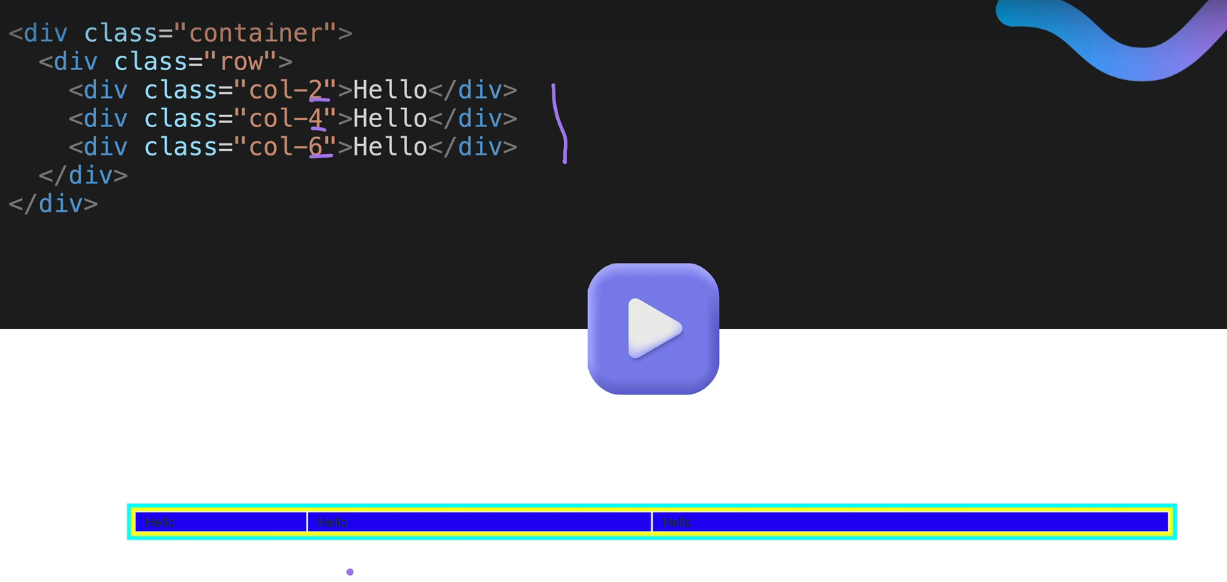 <div class="container">
<div class="row">
<div class="col-2">Hello</div>
<div class="col-4">Hello</div>
<div class="col-6">Hello</div>
</div>
</div>
Hello Hello Hello